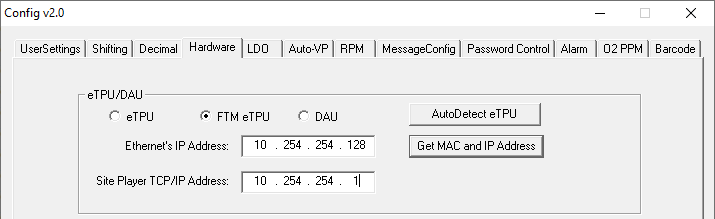 Config v2.0
UserSettings Shifting Decimal Hardware LDO Auto-VP RPM MessageConfig Password Control Alarm O2 PPM Barcode
eTPU/DAU
eTPU FTM eTPU DAU AutoDetect eTPU
Ethernet's IP Address: 10 . 254 . 254 . 128 Get MAC and IP Address
Site Player TCP/IP Address: 10 . 254 . 254 . 1